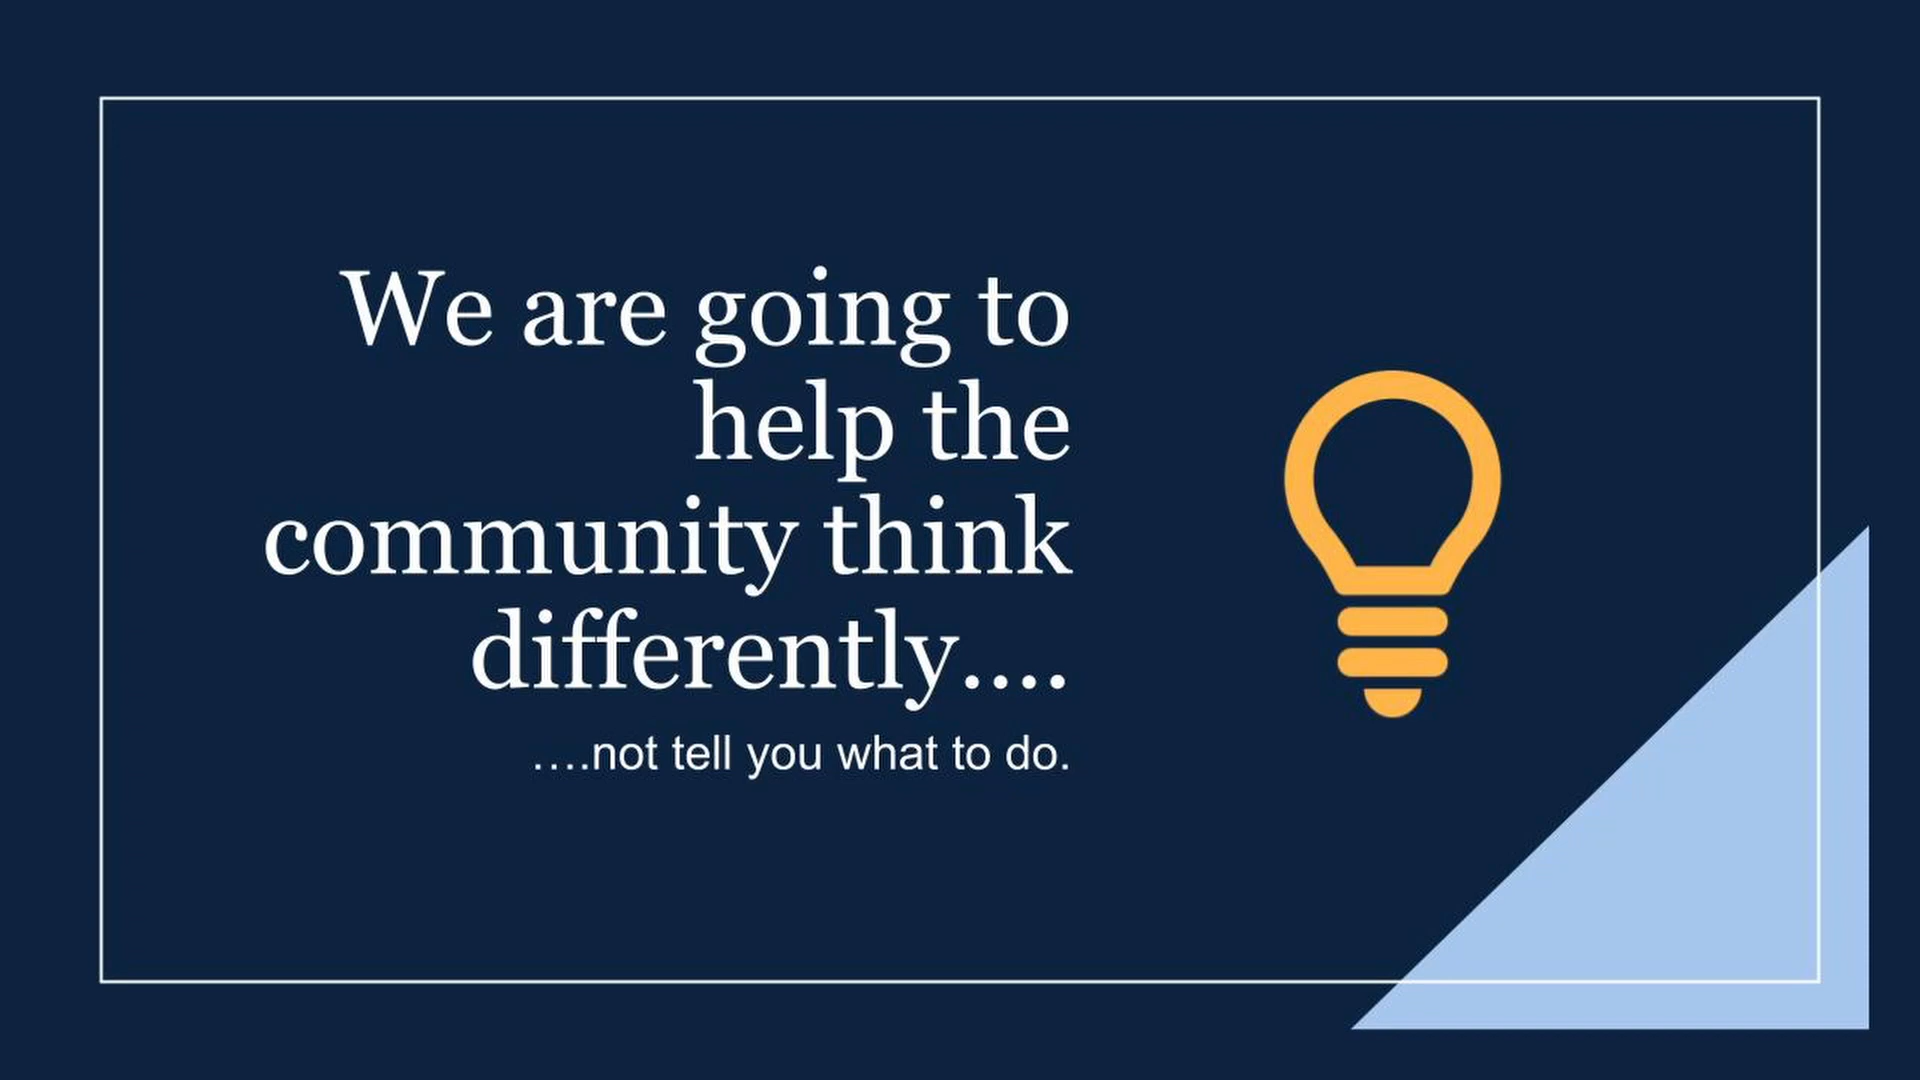 We are going to
help the
community think
differently....
....not tell you what to do.